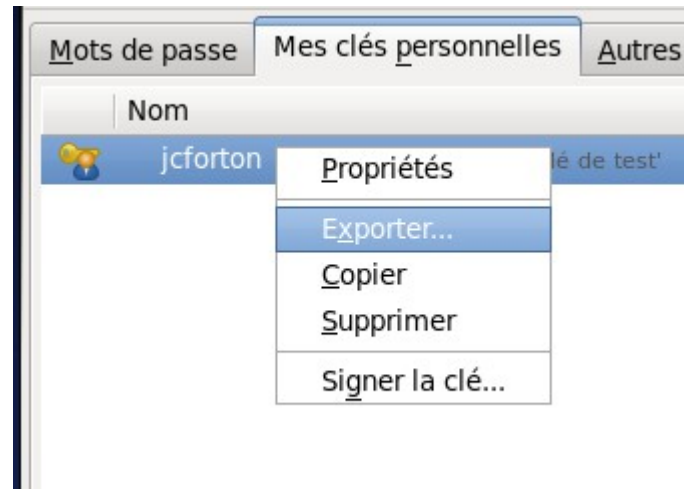 Mots de passe Mes clés personnelles Autres
Nom
jcforton lé de test'
Propriétés
Exporter...
Copier
Supprimer
Signer la clé...